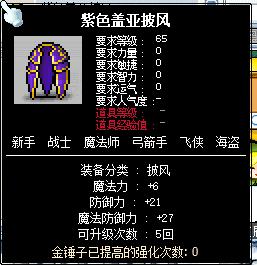 紫色盖亚披风
要求等级： 65
要求力量： 0
要求敏捷： 0
要求智力： 0
要求运气： 0
要求人气度： -
道具等级： -
道具经验值： -
新手 战士 魔法师 弓箭手 飞侠 海盗
装备分类 : 披风
魔法力 : +6
防御力 : +21
魔法防御力 : +27
可升级次数 : 5回
金锤子已提高的强化次数: 0